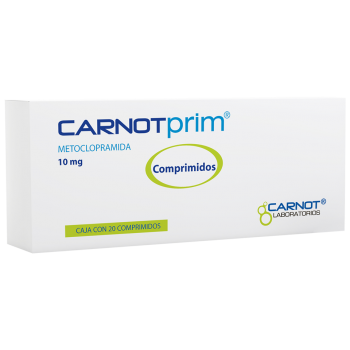 CARNOTprim®
METOCLOPRAMIDA
10 mg
Comprimidos
CARNOT®
LABORATORIOS
CAJA CON 20 COMPRIMIDOS